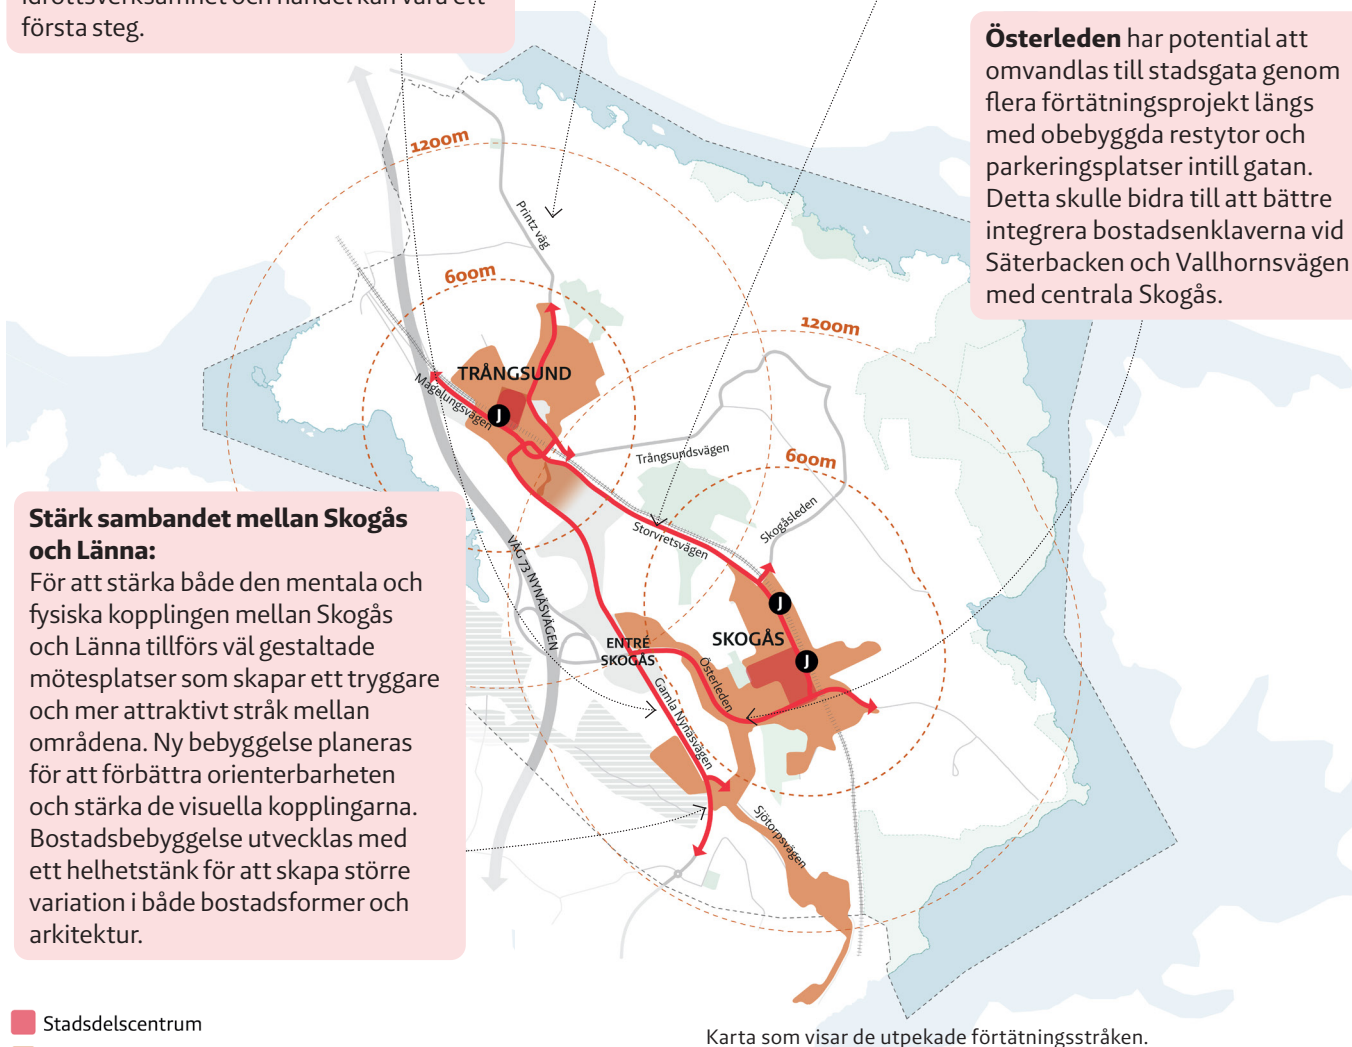 första steg.
Österleden har potential att
omvandlas till stadsgata genom
flera förtätningsprojekt längs
med obebyggda restytor och
parkeringsplatser intill gatan.
Detta skulle bidra till att bättre
integrera bostadsenklaverna vid
Säterbacken och Vallhornsvägen
med centrala Skogås.
1200m
Printz väg
600m
1200m
TRÅNGSUND
Magelungsvägen
J
Trångsundsvägen
600m
Skogåsleden
Storvretsvägen
VÄG 73 NYNÄSVÄGEN
J
ENTRÉ
SKOGÅS
SKOGÅS
J
Österleden
Gamla Nynäsvägen
Sjötorpsvägen
Stärk sambandet mellan Skogås
och Länna:
För att stärka både den mentala och
fysiska kopplingen mellan Skogås
och Länna tillförs väl gestaltade
mötesplatser som skapar ett tryggare
och mer attraktivt stråk mellan
områdena. Ny bebyggelse planeras
för att förbättra orienterbarheten
och stärka de visuella kopplingarna.
Bostadsbebyggelse utvecklas med
ett helhetstänk för att skapa större
variation i både bostadsformer och
arkitektur.
Stadsdelscentrum
Karta som visar de utpekade förtätningsstråken.